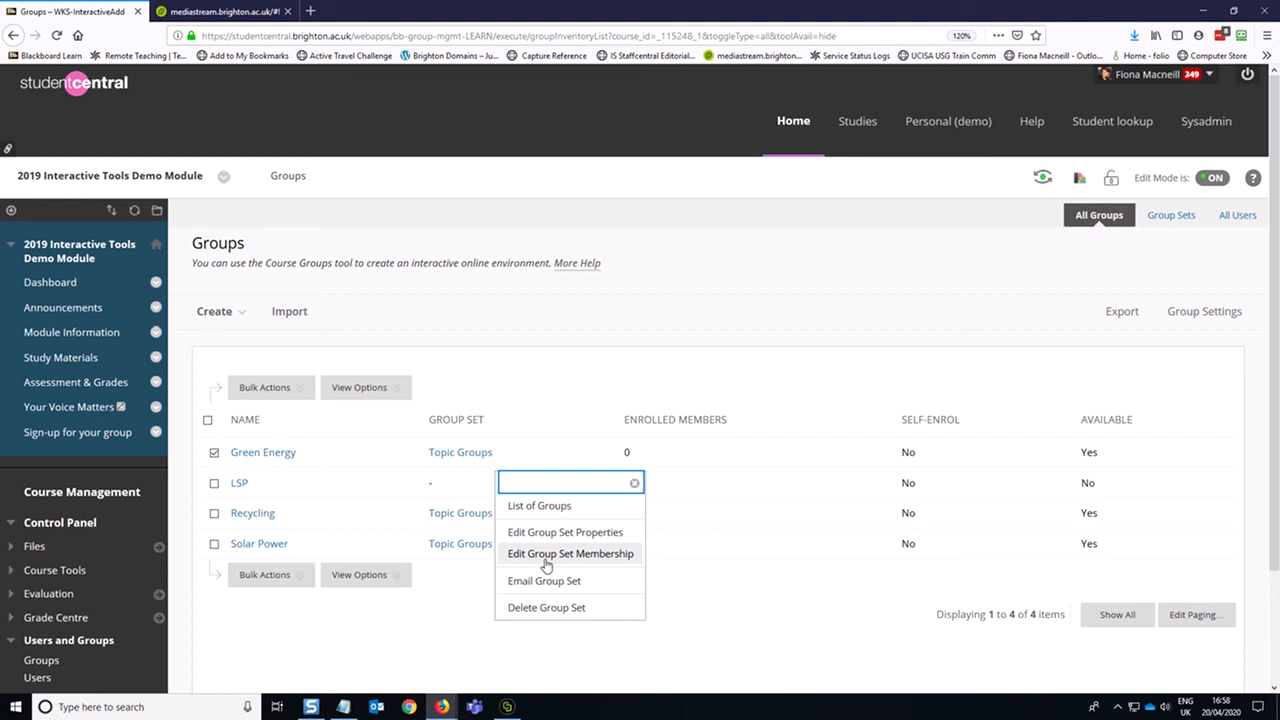 Groups – WKS-InteractiveAdd
mediastream.brighton.ac.uk/#!
https://studentcentral.brighton.ac.uk/webapps/bb-group-mgmt-LEARN/execute/groupInventoryList?course_id=_115248_1&toggleType=all&toolAvail=hide
120%
Blackboard Learn
Remote Teaching | Te...
Add to My Bookmarks
Active Travel Challenge
Brighton Domains – Ju...
Capture Reference
IS Staffcentral Editorial...
mediastream.brighton...
Service Status Logs
UCISA USG Train Comm
Fiona Macneill - Outlo...
Home - folio
Computer Store
studentcentral
Fiona Macneill 349
Home
Studies
Personal (demo)
Help
Student lookup
Sysadmin
2019 Interactive Tools Demo Module
Groups
Edit Mode is: ON
?
All Groups
Group Sets
All Users
2019 Interactive Tools
Demo Module
Dashboard
Announcements
Module Information
Study Materials
Assessment & Grades
Your Voice Matters
Sign-up for your group
Course Management
Control Panel
Files
Course Tools
Evaluation
Grade Centre
Users and Groups
Groups
Users
Groups
You can use the Course Groups tool to create an interactive online environment. More Help
Create
Import
Export
Group Settings
Bulk Actions
View Options
NAME
GROUP SET
ENROLLED MEMBERS
SELF-ENROL
AVAILABLE
Green Energy Topic Groups 0 No Yes
LSP - No No
Recycling Topic Groups No Yes
Solar Power Topic Groups No Yes
List of Groups
Edit Group Set Properties
Edit Group Set Membership
Email Group Set
Delete Group Set
Bulk Actions
View Options
Displaying 1 to 4 of 4 items
Show All
Edit Paging...
Type here to search
ENG
UK
16:58
20/04/2020